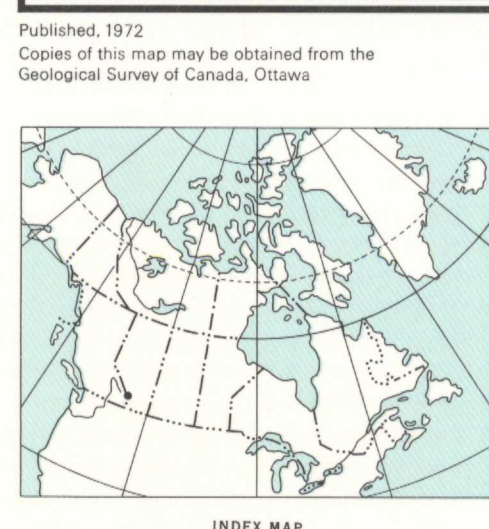 Published, 1972
Copies of this map may be obtained from the
Geological Survey of Canada, Ottawa
INDEX MAP